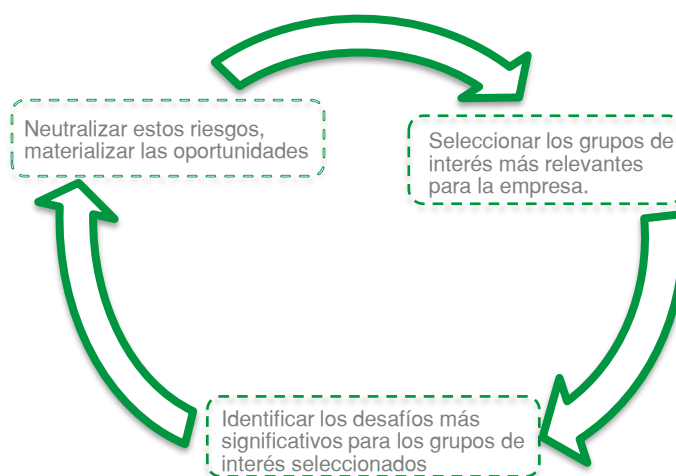 Neutralizar estos riesgos,
materializar las oportunidades
Seleccionar los grupos de
interés más relevantes
para la empresa.
Identificar los desafíos más
significativos para los grupos de
interés seleccionados